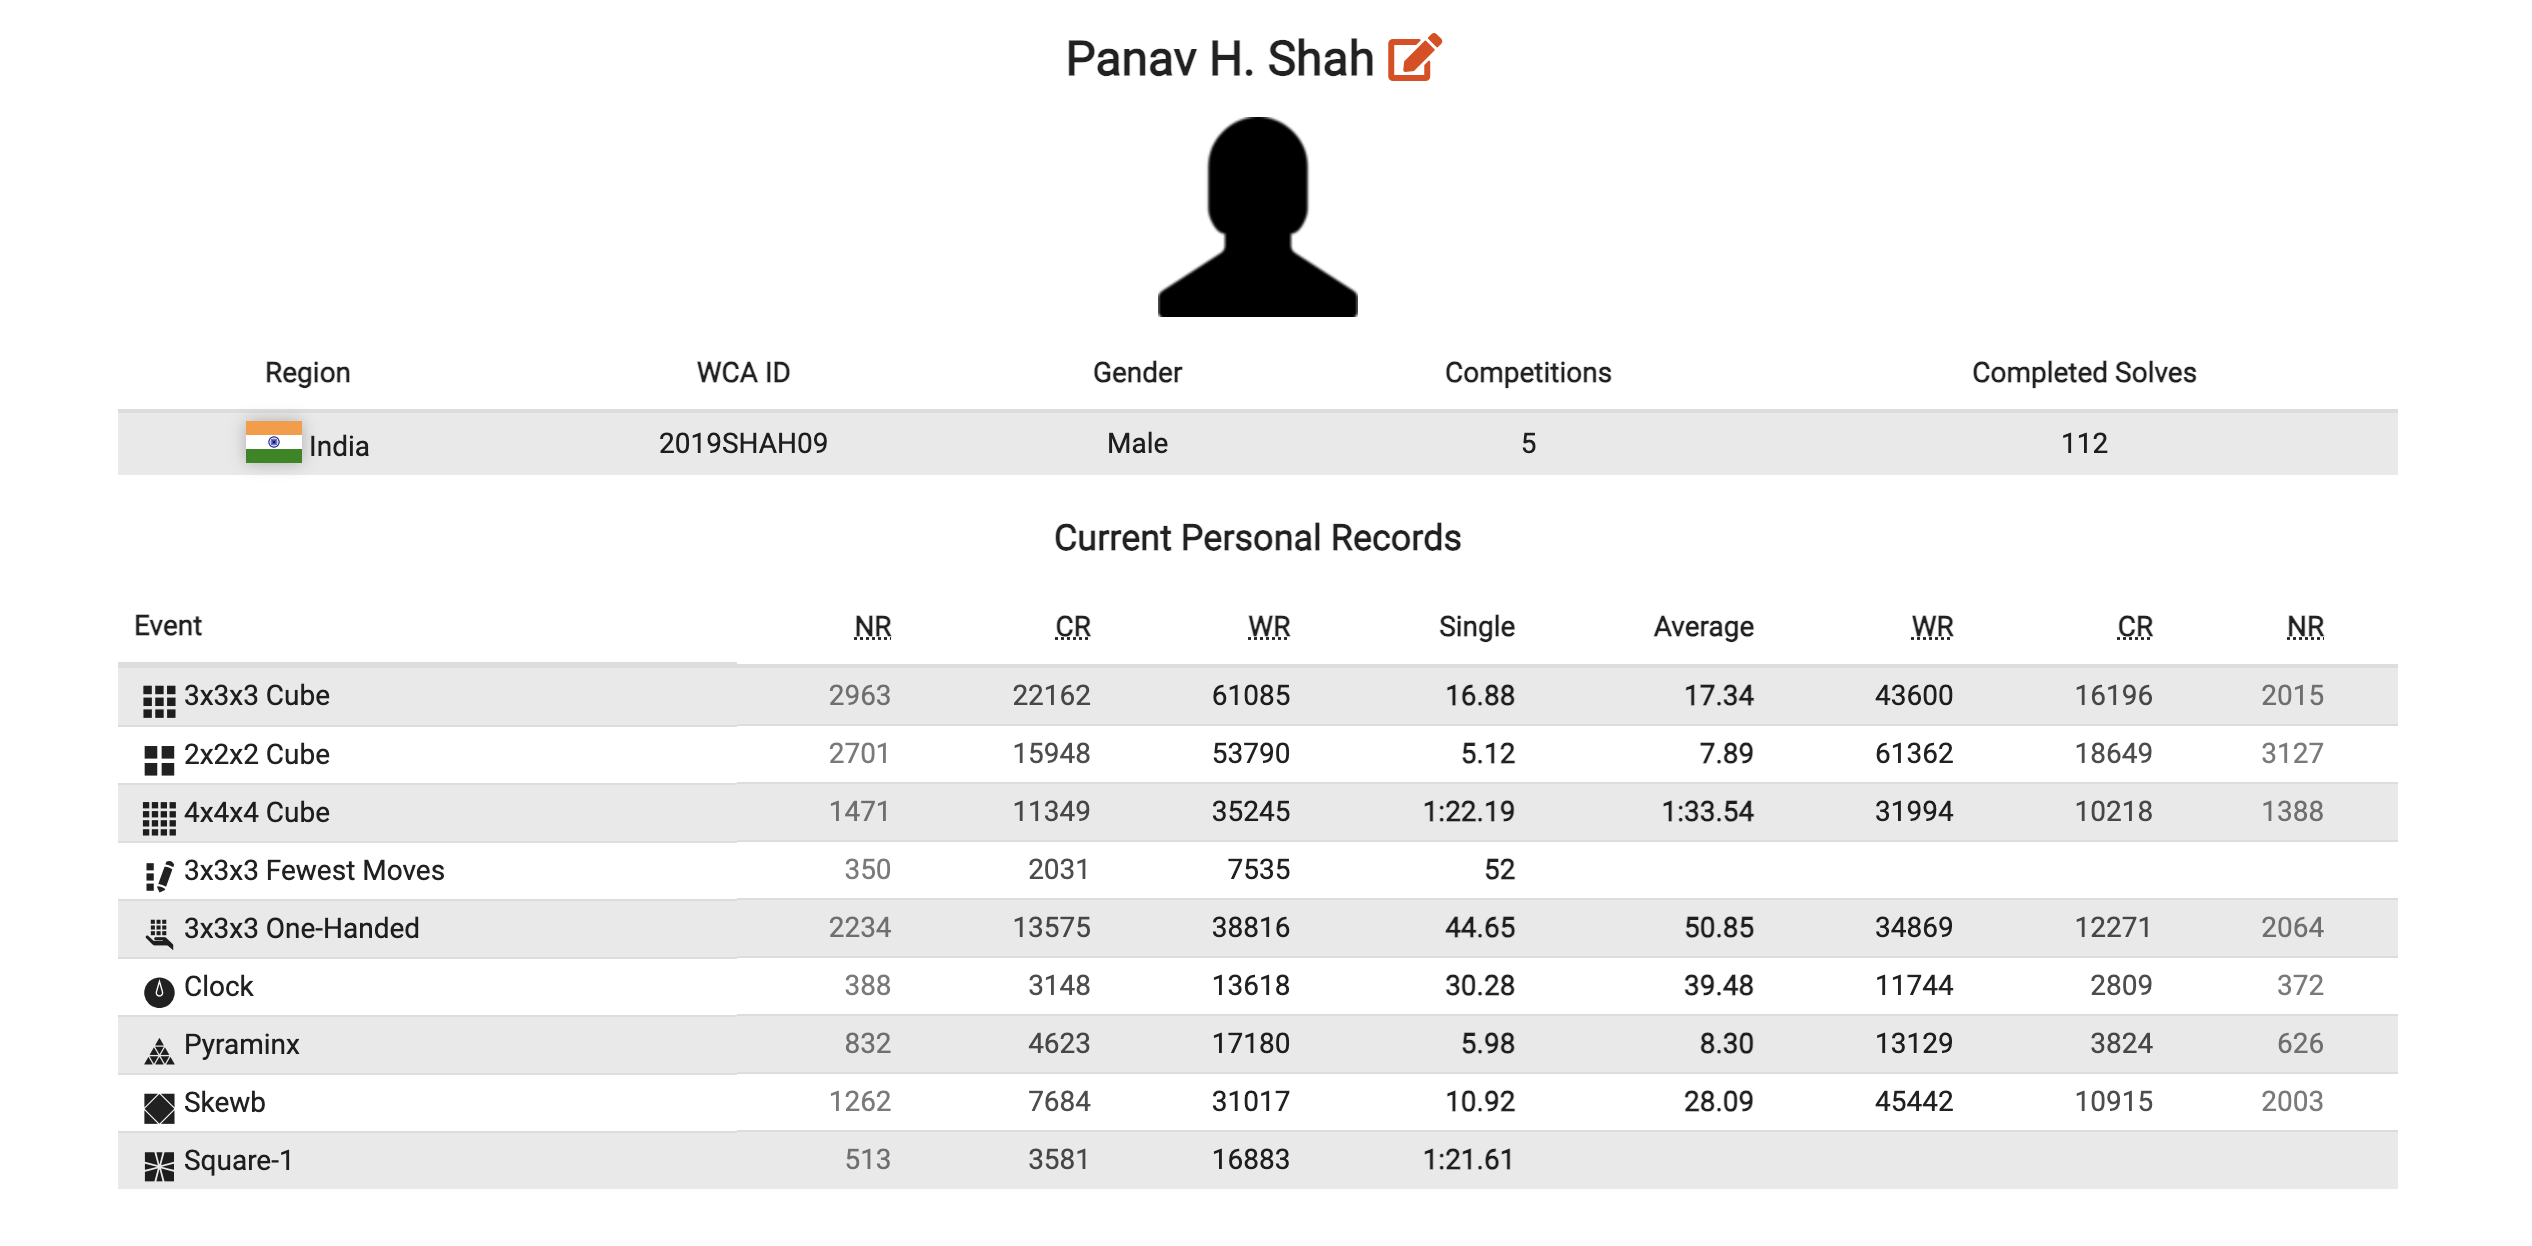 Panav H. Shah
Region WCA ID Gender Competitions Completed Solves
India 2019SHAH09 Male 5 112
Current Personal Records
Event NR CR WR Single Average WR CR NR
3x3x3 Cube 2963 22162 61085 16.88 17.34 43600 16196 2015
2x2x2 Cube 2701 15948 53790 5.12 7.89 61362 18649 3127
4x4x4 Cube 1471 11349 35245 1:22.19 1:33.54 31994 10218 1388
3x3x3 Fewest Moves 350 2031 7535 52
3x3x3 One-Handed 2234 13575 38816 44.65 50.85 34869 12271 2064
Clock 388 3148 13618 30.28 39.48 11744 2809 372
Pyraminx 832 4623 17180 5.98 8.30 13129 3824 626
Skewb 1262 7684 31017 10.92 28.09 45442 10915 2003
Square-1 513 3581 16883 1:21.61